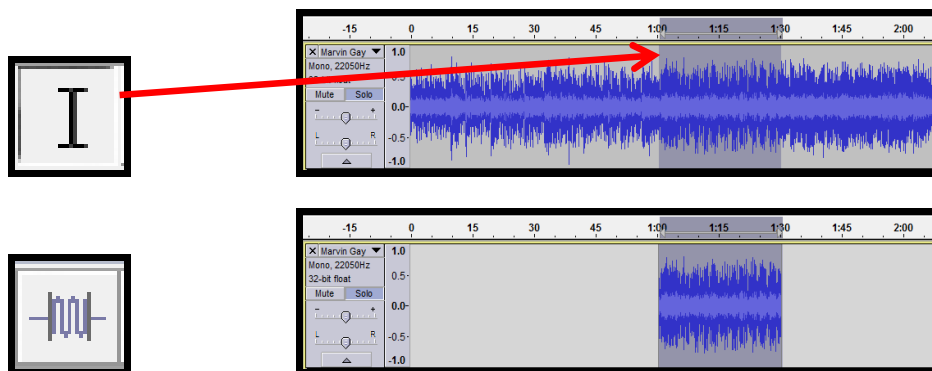 -15 0 15 30 45 1:00 1:15 1:30 1:45 2:00
X Marvin Gay 1.0
Mono, 22050Hz
32-bit float 0.5-
Mute Solo
- + 0.0-
L R -0.5-
-1.0
-15 0 15 30 45 1:00 1:15 1:30 1:45 2:00
X Marvin Gay 1.0
Mono, 22050Hz
32-bit float 0.5-
Mute Solo
- + 0.0-
L R -0.5-
-1.0